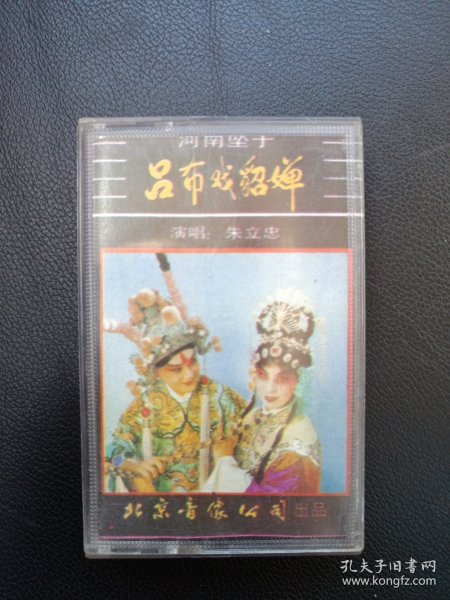 河南坠子
吕布戏貂婵
演唱：朱立忠
北京音像公司出品
孔夫子旧书网
www.kongfz.com